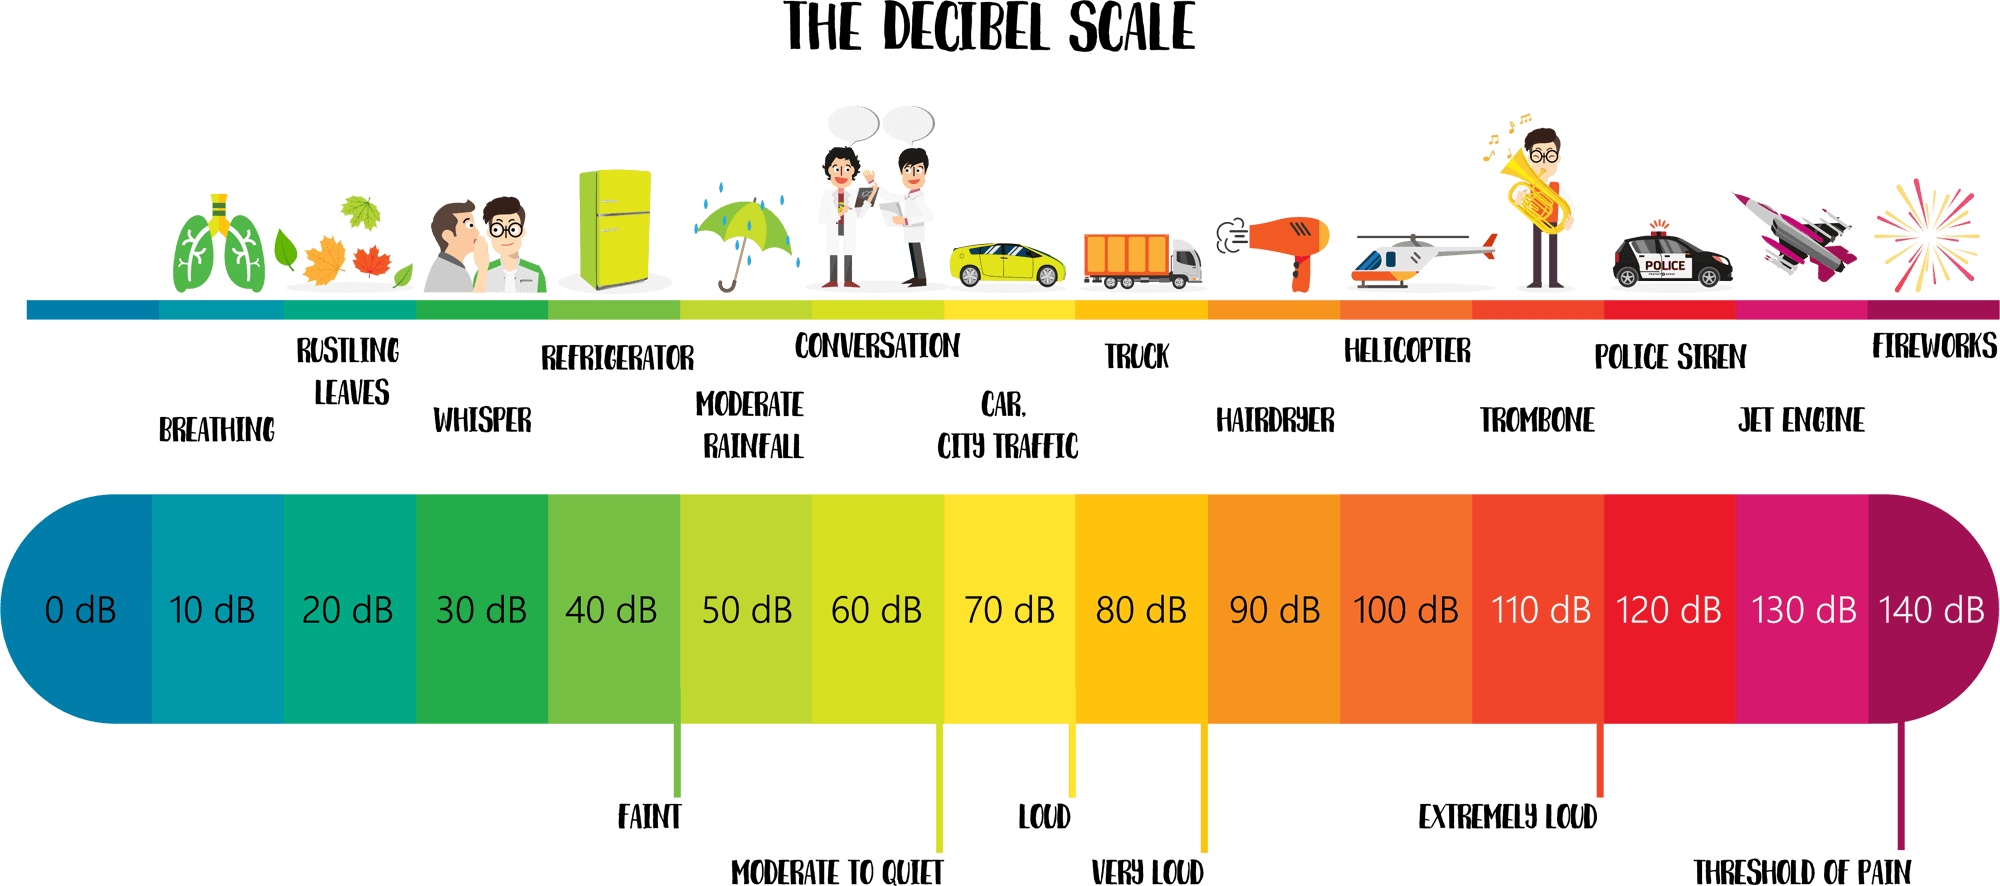 THE DECIBEL SCALE
POLICE
BREATHING
RUSTLING
LEAVES
WHISPER
REFRIGERATOR
MODERATE
RAINFALL
CONVERSATION
CAR,
CITY TRAFFIC
TRUCK
HAIRDRYER
HELICOPTER
TROMBONE
POLICE SIREN
JET ENGINE
FIREWORKS
0 dB 10 dB 20 dB 30 dB 40 dB 50 dB 60 dB 70 dB 80 dB 90 dB 100 dB 110 dB 120 dB 130 dB 140 dB
FAINT
MODERATE TO QUIET
LOUD
VERY LOUD
EXTREMELY LOUD
THRESHOLD OF PAIN